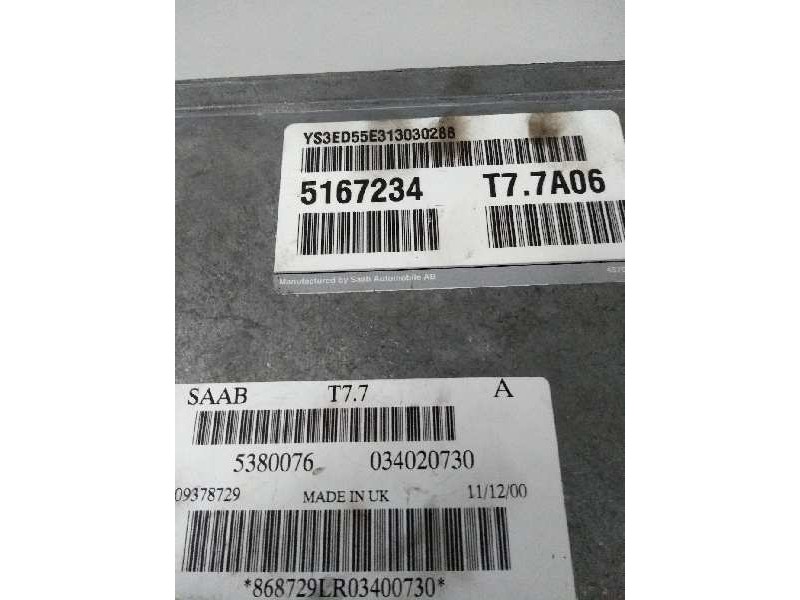 YS3ED55E313030288
5167234 T7.7A06
Manufactured by Saab Automobile AB
SAAB T7.7 A
5380076 034020730
09378729 MADE IN UK 11/12/00
*868729LR03400730*